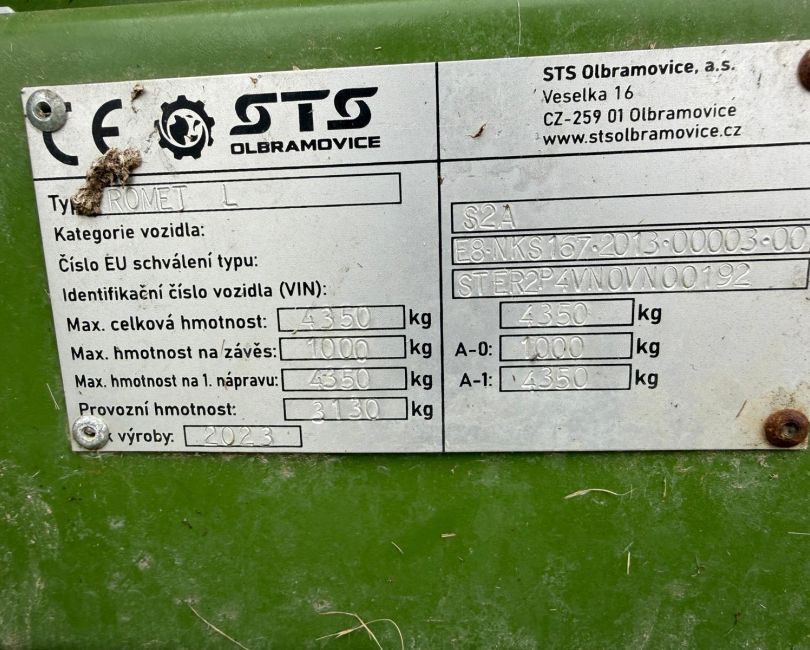 CE STS
OLBRAMOVICE
STS Olbramovice, a.s.
Veselka 16
CZ-259 01 Olbramovice
www.stsolbramovice.cz
Typ ROMET L
Kategorie vozidla: S2A
Číslo EU schválení typu: E8*NKS167*2013*00003*00
Identifikační číslo vozidla (VIN): STER2P4VN0VN00192
Max. celková hmotnost: 4350 kg 4350 kg
Max. hmotnost na závěs: 1000 kg A-0: 1000 kg
Max. hmotnost na 1. nápravu: 4350 kg A-1: 4350 kg
Provozní hmotnost: 3130 kg
k výroby: 2023